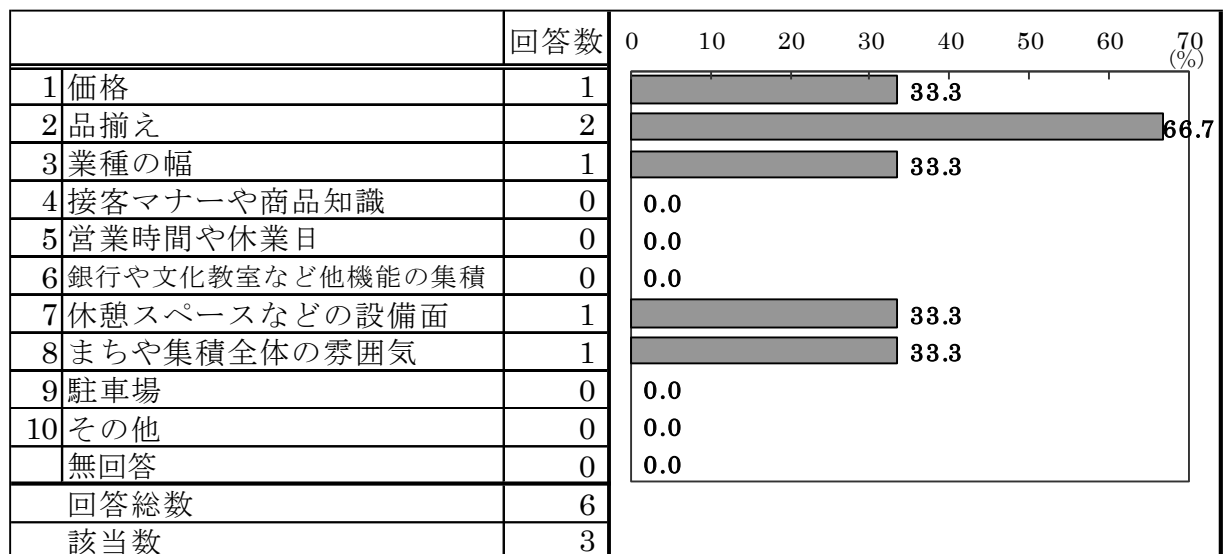 回答数 0 10 20 30 40 50 60 70
(%)
1 価格 1 33.3
2 品揃え 2 66.7
3 業種の幅 1 33.3
4 接客マナーや商品知識 0 0.0
5 営業時間や休業日 0 0.0
6 銀行や文化教室など他機能の集積 0 0.0
7 休憩スペースなどの設備面 1 33.3
8 まちや集積全体の雰囲気 1 33.3
9 駐車場 0 0.0
10 その他 0 0.0
無回答 0 0.0
回答総数 6
該当数 3